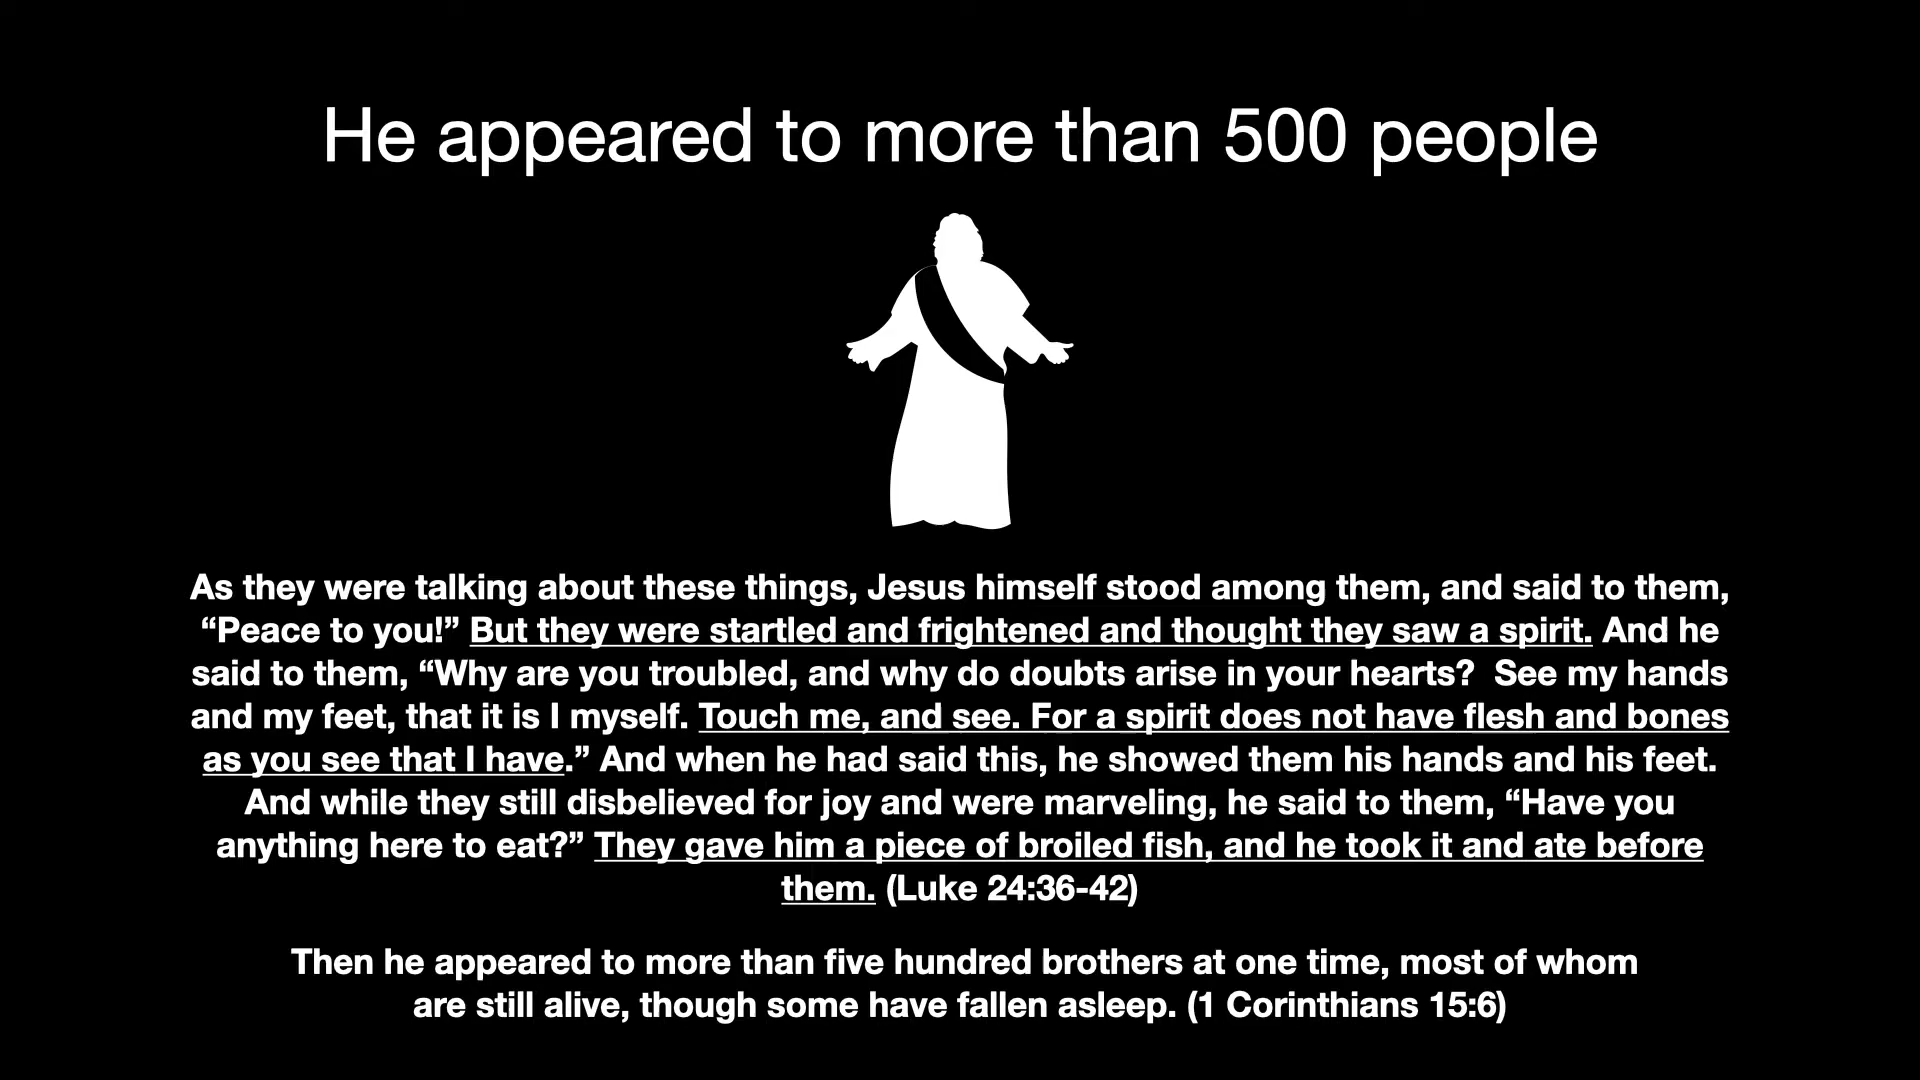 He appeared to more than 500 people
As they were talking about these things, Jesus himself stood among them, and said to them,
“Peace to you!” But they were startled and frightened and thought they saw a spirit. And he
said to them, “Why are you troubled, and why do doubts arise in your hearts?  See my hands
and my feet, that it is I myself. Touch me, and see. For a spirit does not have flesh and bones
as you see that I have.” And when he had said this, he showed them his hands and his feet.
And while they still disbelieved for joy and were marveling, he said to them, “Have you
anything here to eat?” They gave him a piece of broiled fish, and he took it and ate before
them. (Luke 24:36-42)
Then he appeared to more than five hundred brothers at one time, most of whom
are still alive, though some have fallen asleep. (1 Corinthians 15:6)